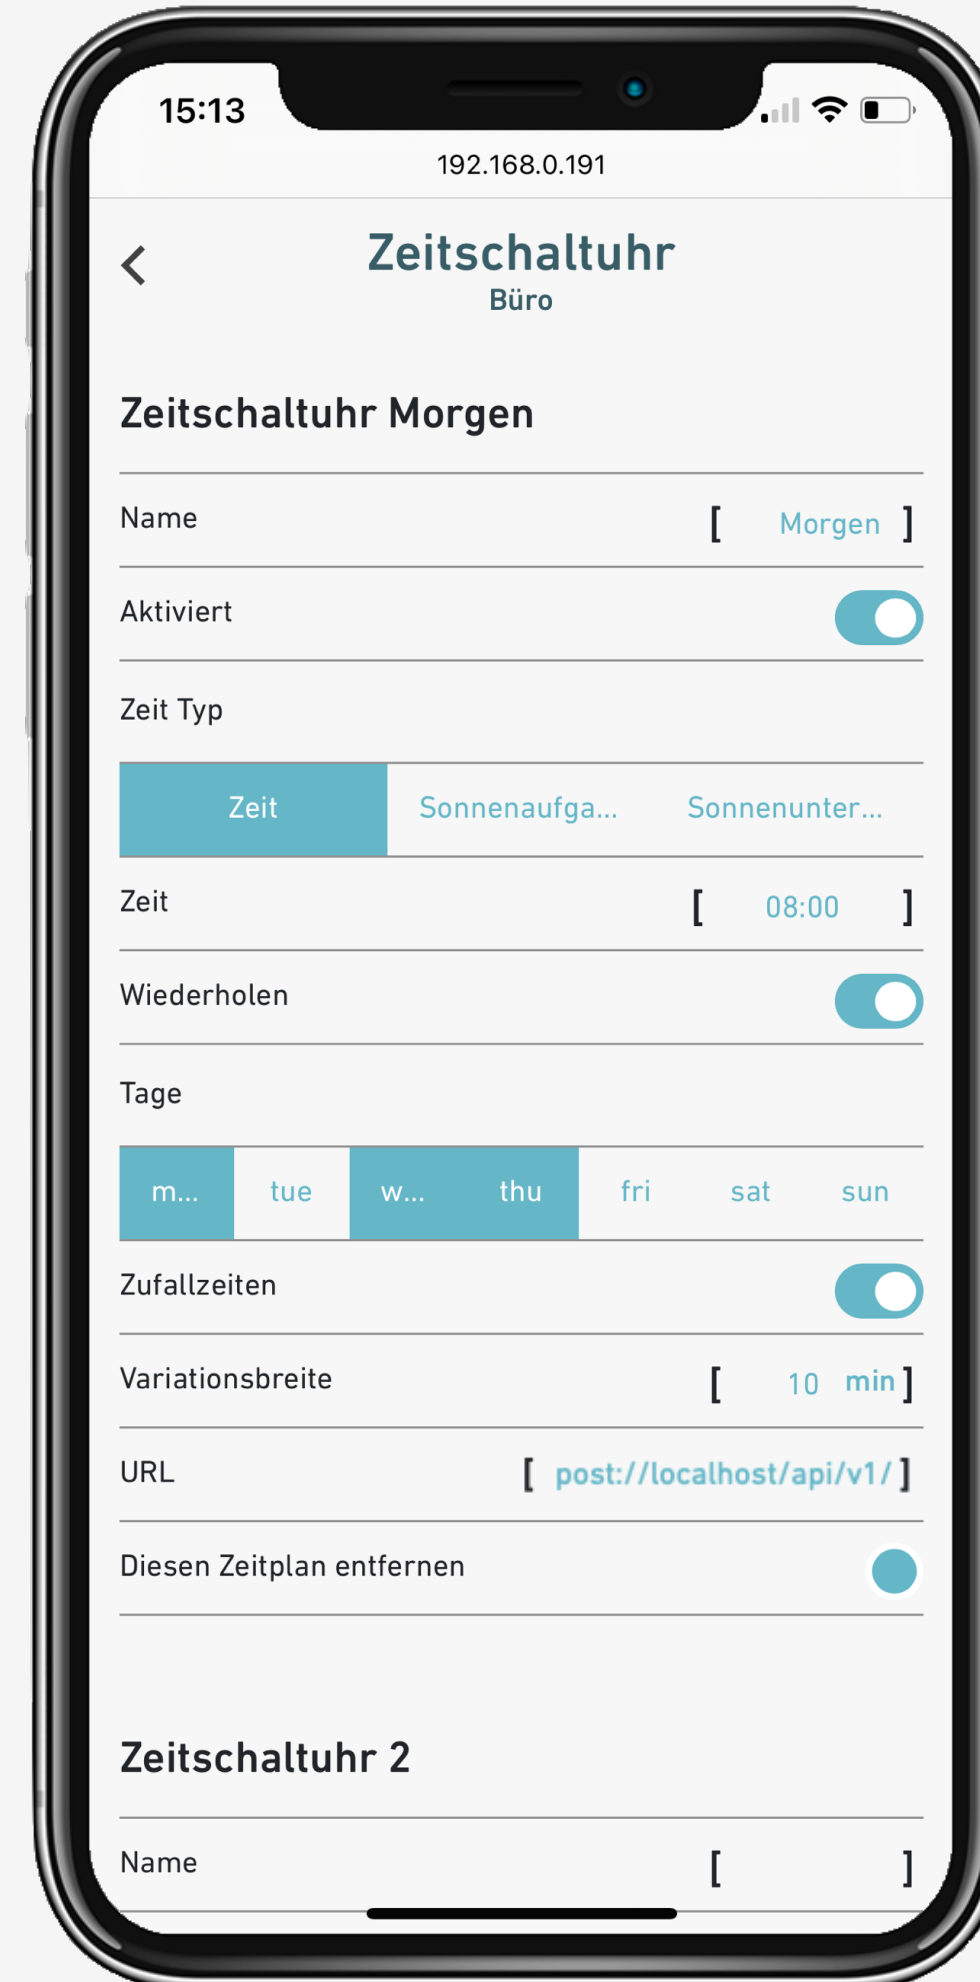 15:13
192.168.0.191
Zeitschaltuhr
Büro
Zeitschaltuhr Morgen
Name [ Morgen ]
Aktiviert
Zeit Typ
Zeit Sonnenaufga... Sonnenunter...
Zeit [ 08:00 ]
Wiederholen
Tage
m... tue w... thu fri sat sun
Zufallzeiten
Variationsbreite [ 10 min ]
URL [ post://localhost/api/v1/ ]
Diesen Zeitplan entfernen
Zeitschaltuhr 2
Name [ ]